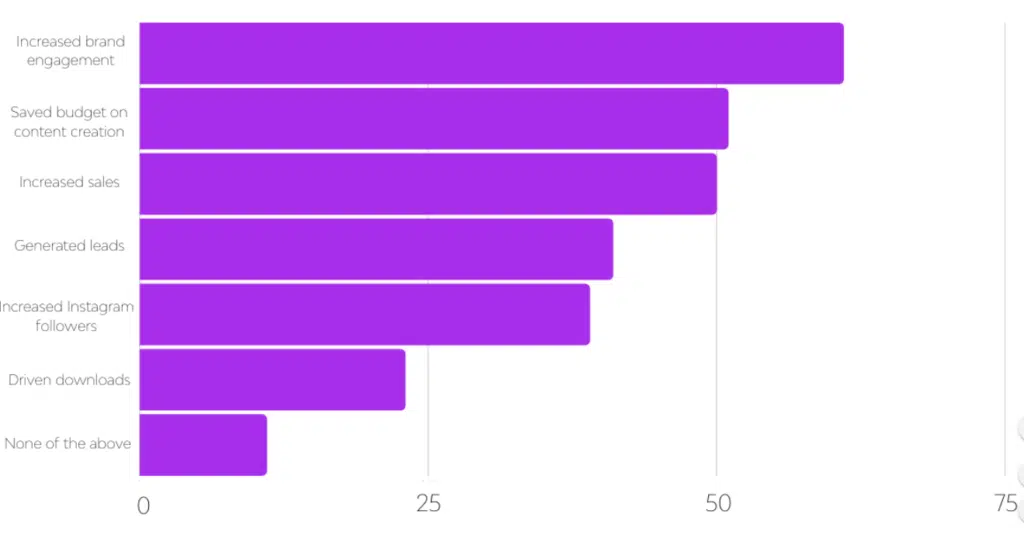 Increased brand
engagement
Saved budget on
content creation
Increased sales
Generated leads
Increased Instagram
followers
Driven downloads
None of the above
0
25
50
75